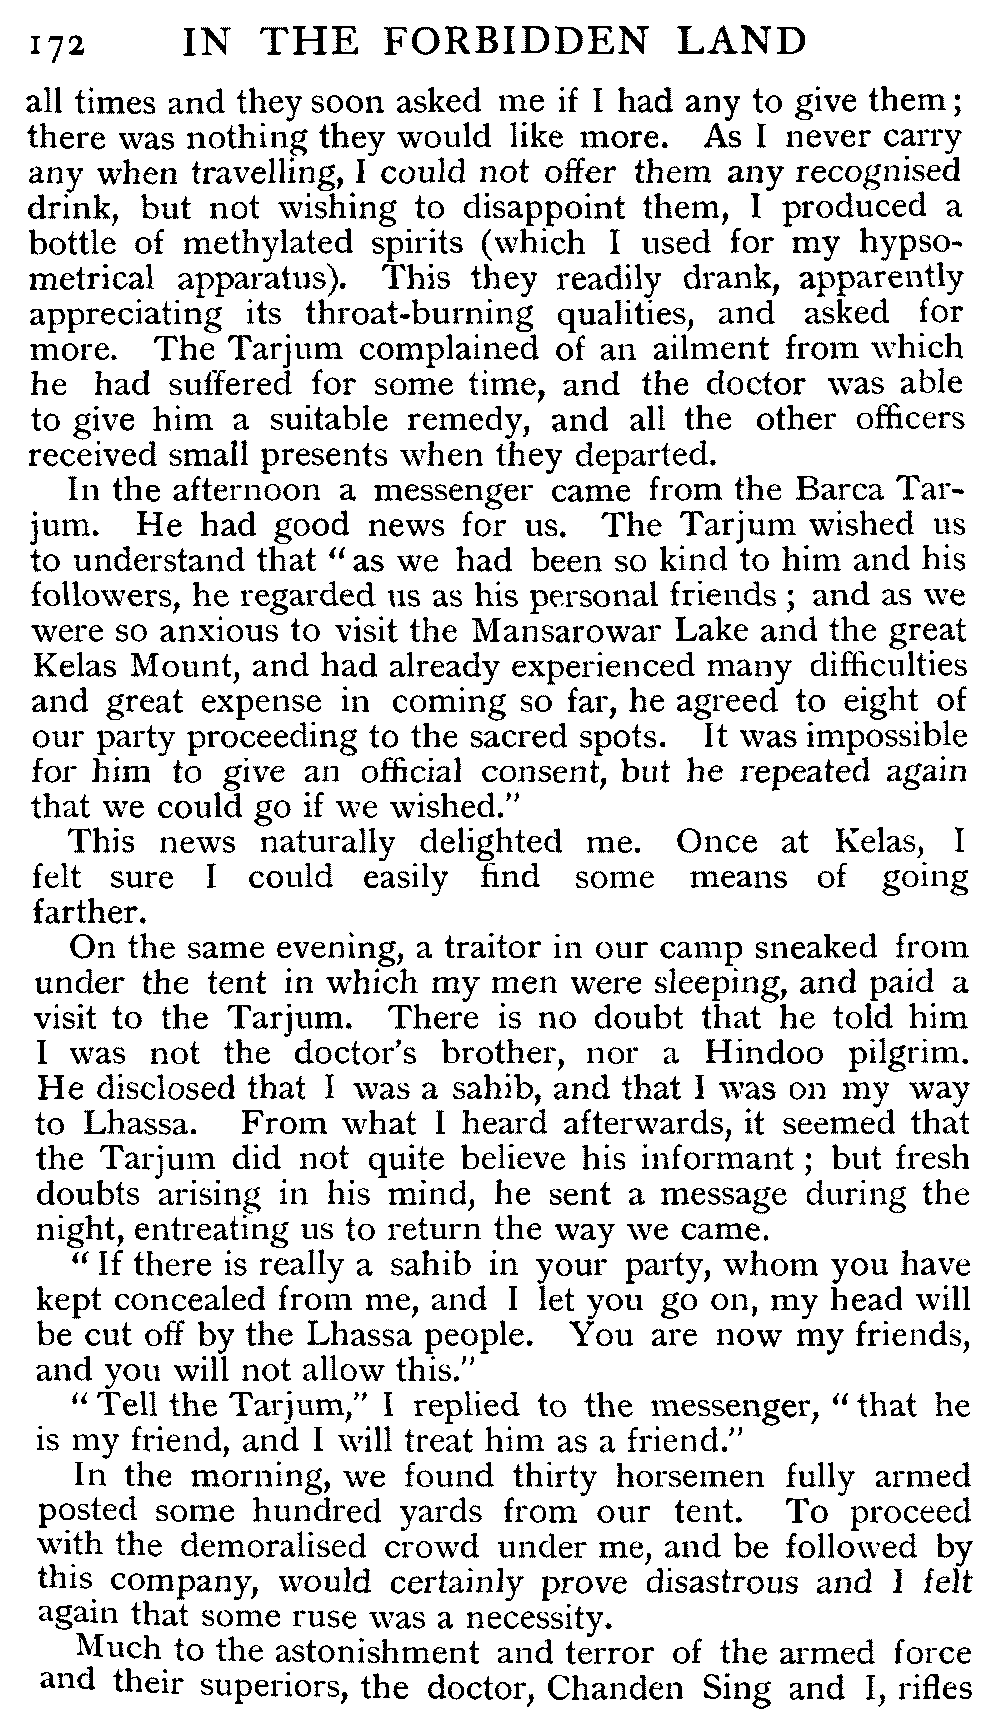 172 IN THE FORBIDDEN LAND
all times and they soon asked me if I had any to give them;
there was nothing they would like more. As I never carry
any when travelling, I could not offer them any recognised
drink, but not wishing to disappoint them, I produced a
bottle of methylated spirits (which I used for my hypso-
metrical apparatus). This they readily drank, apparently
appreciating its throat-burning qualities, and asked for
more. The Tarjum complained of an ailment from which
he had suffered for some time, and the doctor was able
to give him a suitable remedy, and all the other officers
received small presents when they departed.
In the afternoon a messenger came from the Barca Tar-
jum. He had good news for us. The Tarjum wished us
to understand that "as we had been so kind to him and his
followers, he regarded us as his personal friends; and as we
were so anxious to visit the Mansarowar Lake and the great
Kelas Mount, and had already experienced many difficulties
and great expense in coming so far, he agreed to eight of
our party proceeding to the sacred spots. It was impossible
for him to give an official consent, but he repeated again
that we could go if we wished."
This news naturally delighted me. Once at Kelas, I
felt sure I could easily find some means of going
farther.
On the same evening, a traitor in our camp sneaked from
under the tent in which my men were sleeping, and paid a
visit to the Tarjum. There is no doubt that he told him
I was not the doctor's brother, nor a Hindoo pilgrim.
He disclosed that I was a sahib, and that I was on my way
to Lhassa. From what I heard afterwards, it seemed that
the Tarjum did not quite believe his informant; but fresh
doubts arising in his mind, he sent a message during the
night, entreating us to return the way we came.
"If there is really a sahib in your party, whom you have
kept concealed from me, and I let you go on, my head will
be cut off by the Lhassa people. You are now my friends,
and you will not allow this."
"Tell the Tarjum," I replied to the messenger, "that he
is my friend, and I will treat him as a friend."
In the morning, we found thirty horsemen fully armed
posted some hundred yards from our tent. To proceed
with the demoralised crowd under me, and be followed by
this company, would certainly prove disastrous and I felt
again that some ruse was a necessity.
Much to the astonishment and terror of the armed force
and their superiors, the doctor, Chanden Sing and I, rifles